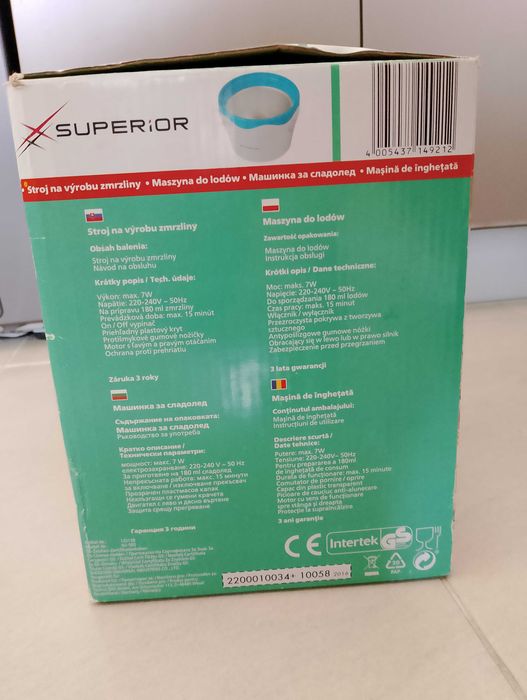 SUPERIOR
4 005437 149212
Stroj na výrobu zmrzliny • Maszyna do lodów • Машинка за сладолед • Mașină de înghețată
Stroj na výrobu zmrzliny
Obsah balenia:
Stroj na výrobu zmrzliny
Návod na obsluhu
Krátky popis / Tech. údaje:
Výkon: max. 7W
Napätie: 220-240V ~ 50Hz
Na prípravu 180 ml zmrzliny
Prevádzková doba: max. 15 minút
On / Off vypínač
Priehľadný plastový kryt
Protišmykové gumové nožičky
Motor s ľavým a pravým otáčaním
Ochrana proti prehriatiu
Záruka 3 roky
Maszyna do lodów
Zawartość opakowania:
Maszyna do lodów
Instrukcja obsługi
Krótki opis / Dane techniczne:
Moc: maks. 7W
Napięcie: 220-240V ~ 50Hz
Do sporządzania 180 ml lodów
Czas pracy: maks. 15 minut
Włącznik / wyłącznik
Przezroczysta pokrywa z tworzywa
sztucznego
Antypoślizgowe gumowe nóżki
Obracający się w lewo lub w prawo silnik
Zabezpieczenie przed przegrzaniem
3 lata gwarancji
Машинка за сладолед
Съдържание на опаковката:
Машинка за сладолед
Ръководство за употреба
Кратко описание /
Технически параметри:
мощност: макс. 7 W
електрозахранване: 220-240 V ~ 50 Hz
За приготвяне на 180 ml сладолед
Непрекъсната работа: макс. 15 минути
за включване / изключване
Прозрачен пластмасов капак
Нехлъзгащи се гумени крачета
Двигател с ляво и дясно въртене
Защита срещу прегряване
Гаранция 3 години
Mașină de înghețată
Conținutul ambalajului:
Mașină de înghețată
Instrucțiuni de utilizare
Descriere scurtă /
Date tehnice:
Putere: max. 7W
Tensiune: 220-240V ~ 50Hz
Pentru preparea a 180ml
de înghețată de consum
Durata de funcționare: max. 15 minute
Comutator de pornire / oprire
Capac din plastic transparent
Picioare de cauciuc anti-alunecare
Motor cu sens de funcționare
spre stânga și dreapta
Protecție la supraîncălzire
3 ani garanție
CE Intertek GS
20
PAP
2200010034* 10058 2016